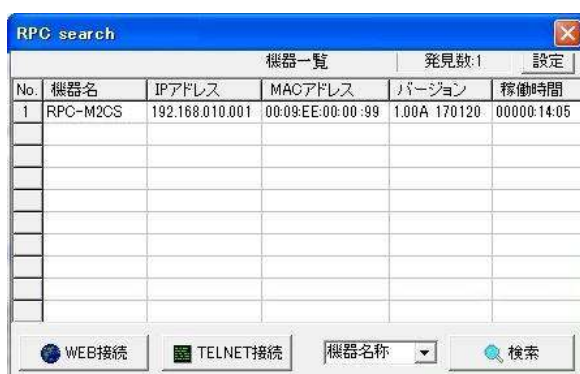 RPC search
機器一覧 発見数:1 設定
No. 機器名 IPアドレス MACアドレス バージョン 稼働時間
1 RPC-M2CS 192.168.010.001 00:09:EE:00:00:99 1.00A 170120 00000:14:05
WEB接続 TELNET接続 機器名称 検索